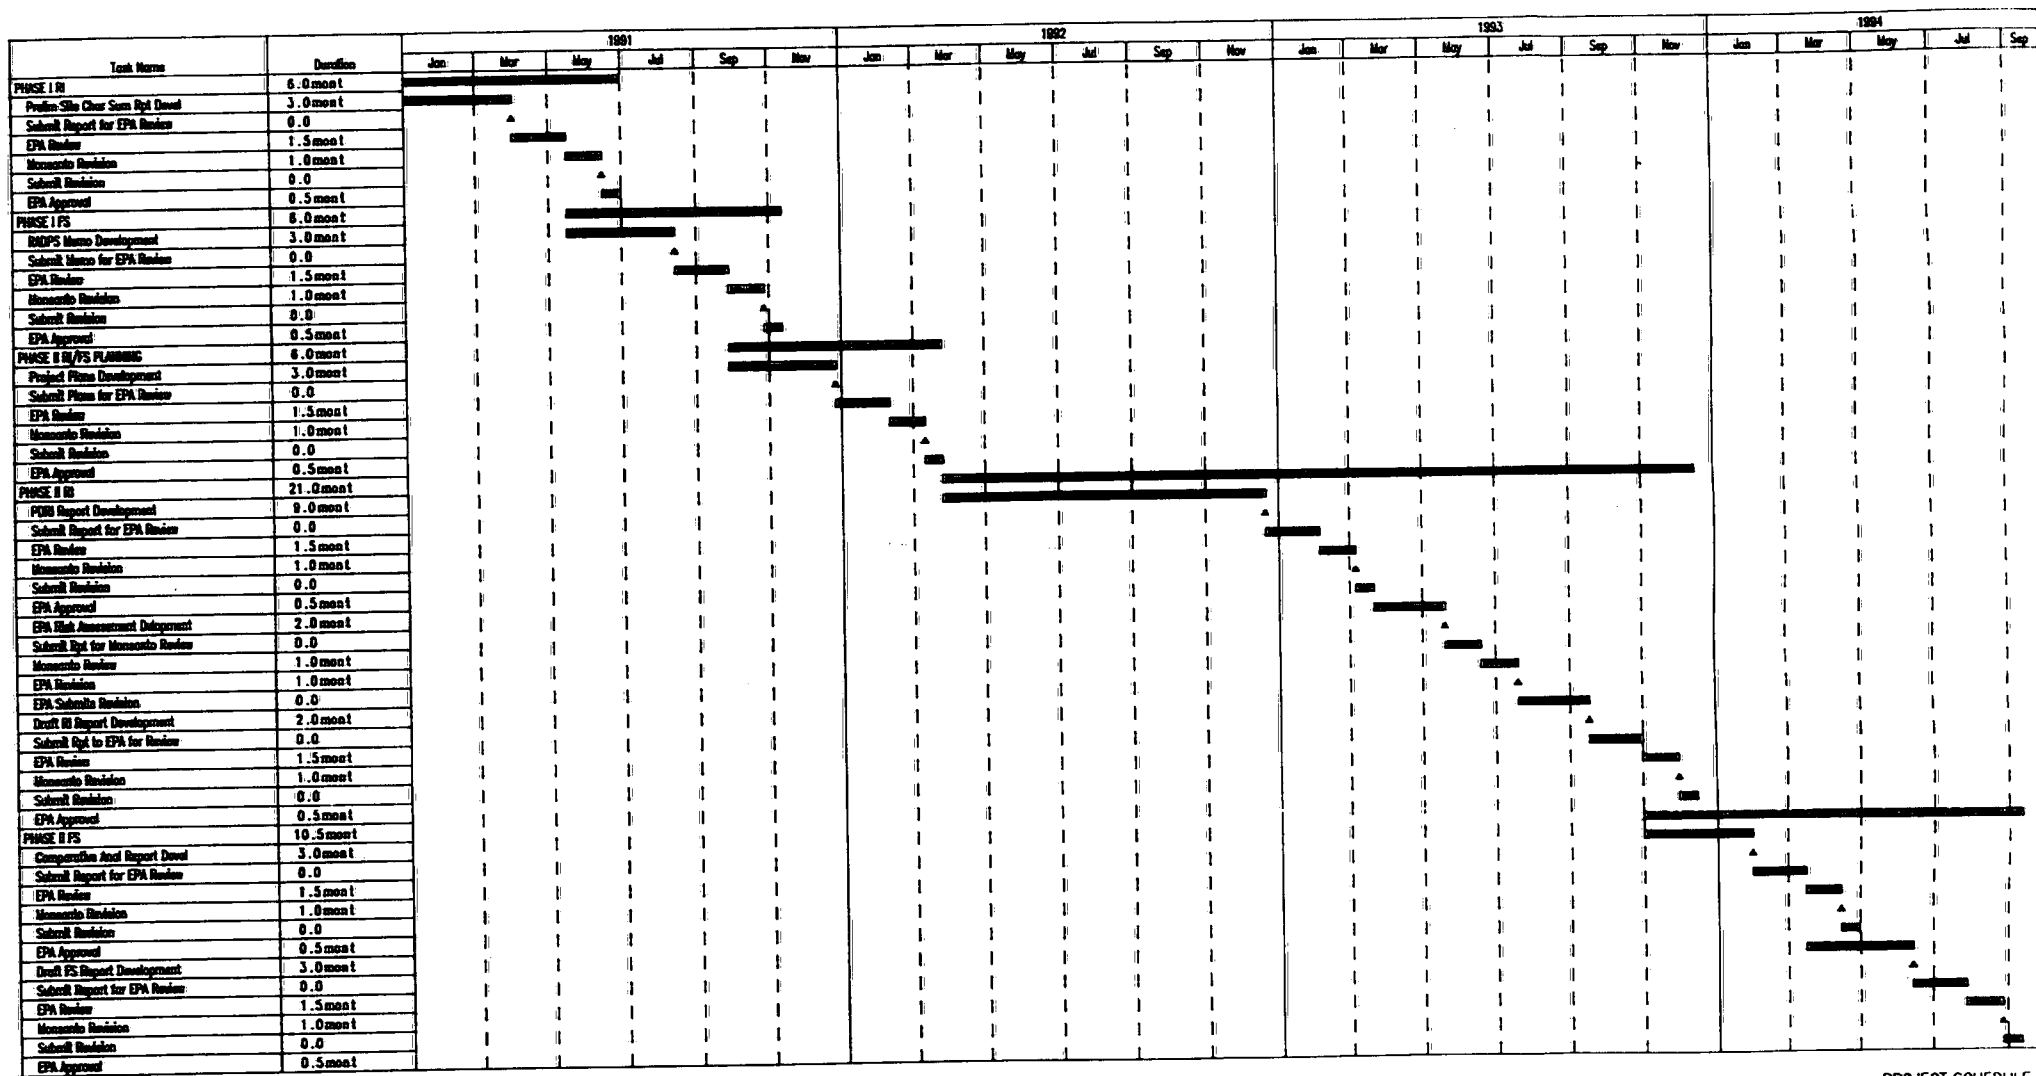 1991 1992 1993 1994
Task Name Duration Jan Mar May Jul Sep Nov Jan Mar May Jul Sep Nov Jan Mar May Jul Sep Nov Jan Mar May Jul Sep
PHASE I RI 6.0mont
Prelim Site Char Sum Rpt Devel 3.0mont
Submit Report for EPA Review 0.0
EPA Review 1.5mont
Monsanto Revision 1.0mont
Submit Revision 0.0
EPA Approval 0.5mont
PHASE I FS 6.0mont
RADPS Memo Development 3.0mont
Submit Memo for EPA Review 0.0
EPA Review 1.5mont
Monsanto Revision 1.0mont
Submit Revision 0.0
EPA Approval 0.5mont
PHASE II RI/FS PLANNING 6.0mont
Project Plans Development 3.0mont
Submit Plans for EPA Review 0.0
EPA Review 1.5mont
Monsanto Revision 1.0mont
Submit Revision 0.0
EPA Approval 0.5mont
PHASE II RI 21.0mont
PDRI Report Development 9.0mont
Submit Report for EPA Review 0.0
EPA Review 1.5mont
Monsanto Revision 1.0mont
Submit Revision 0.0
EPA Approval 0.5mont
EPA Risk Assessment Dvlopment 2.0mont
Submit Rpt for Monsanto Review 0.0
Monsanto Review 1.0mont
EPA Revision 1.0mont
EPA Submits Revision 0.0
Draft RI Report Development 2.0mont
Submit Rpt to EPA for Review 0.0
EPA Review 1.5mont
Monsanto Revision 1.0mont
Submit Revision 0.0
EPA Approval 0.5mont
PHASE II FS 10.5mont
Comparative Anal Report Devel 3.0mont
Submit Report for EPA Review 0.0
EPA Review 1.5mont
Monsanto Revision 1.0mont
Submit Revision 0.0
EPA Approval 0.5mont
Draft FS Report Development 3.0mont
Submit Report for EPA Review 0.0
EPA Review 1.5mont
Monsanto Revision 1.0mont
Submit Revision 0.0
EPA Approval 0.5mont